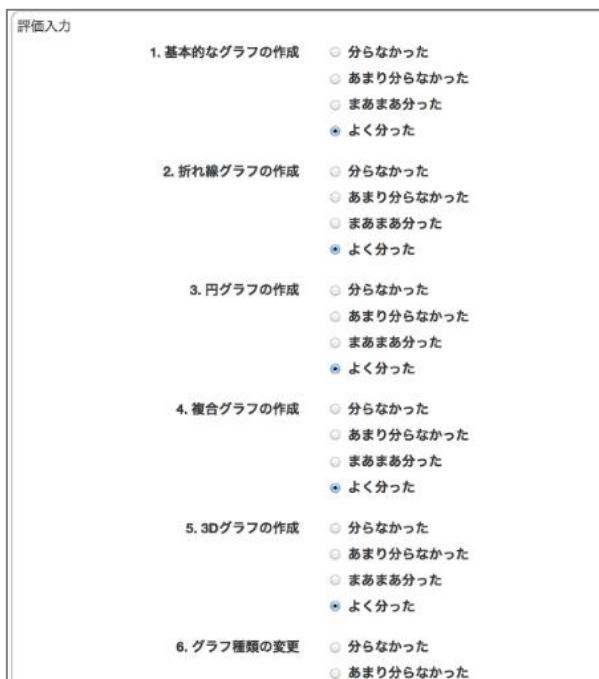 評価入力
1. 基本的なグラフの作成 分らなかった
あまり分らなかった
まあまあ分った
よく分った
2. 折れ線グラフの作成 分らなかった
あまり分らなかった
まあまあ分った
よく分った
3. 円グラフの作成 分らなかった
あまり分らなかった
まあまあ分った
よく分った
4. 複合グラフの作成 分らなかった
あまり分らなかった
まあまあ分った
よく分った
5. 3Dグラフの作成 分らなかった
あまり分らなかった
まあまあ分った
よく分った
6. グラフ種類の変更 分らなかった
あまり分らなかった